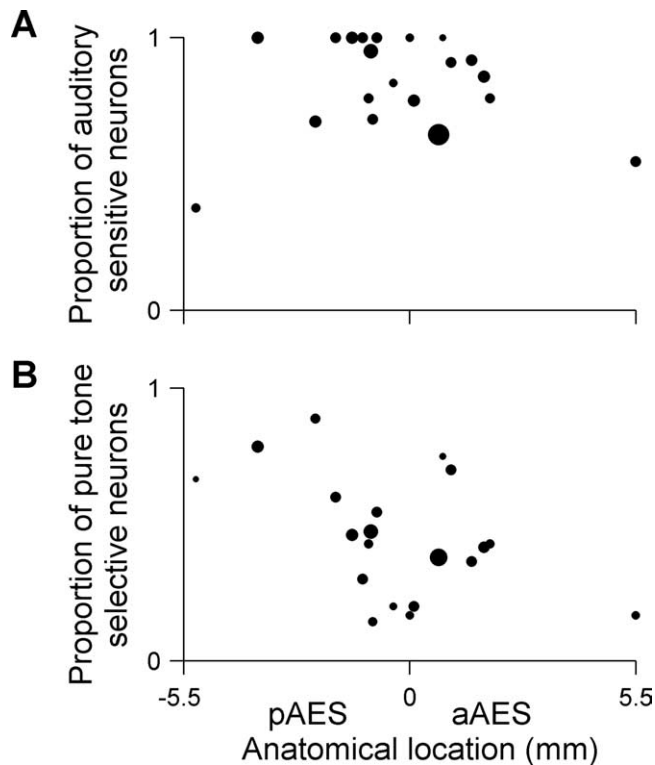 A
Proportion of auditory
sensitive neurons
1
0
B
Proportion of pure tone
selective neurons
1
0
-5.5 0 5.5
pAES aAES
Anatomical location (mm)